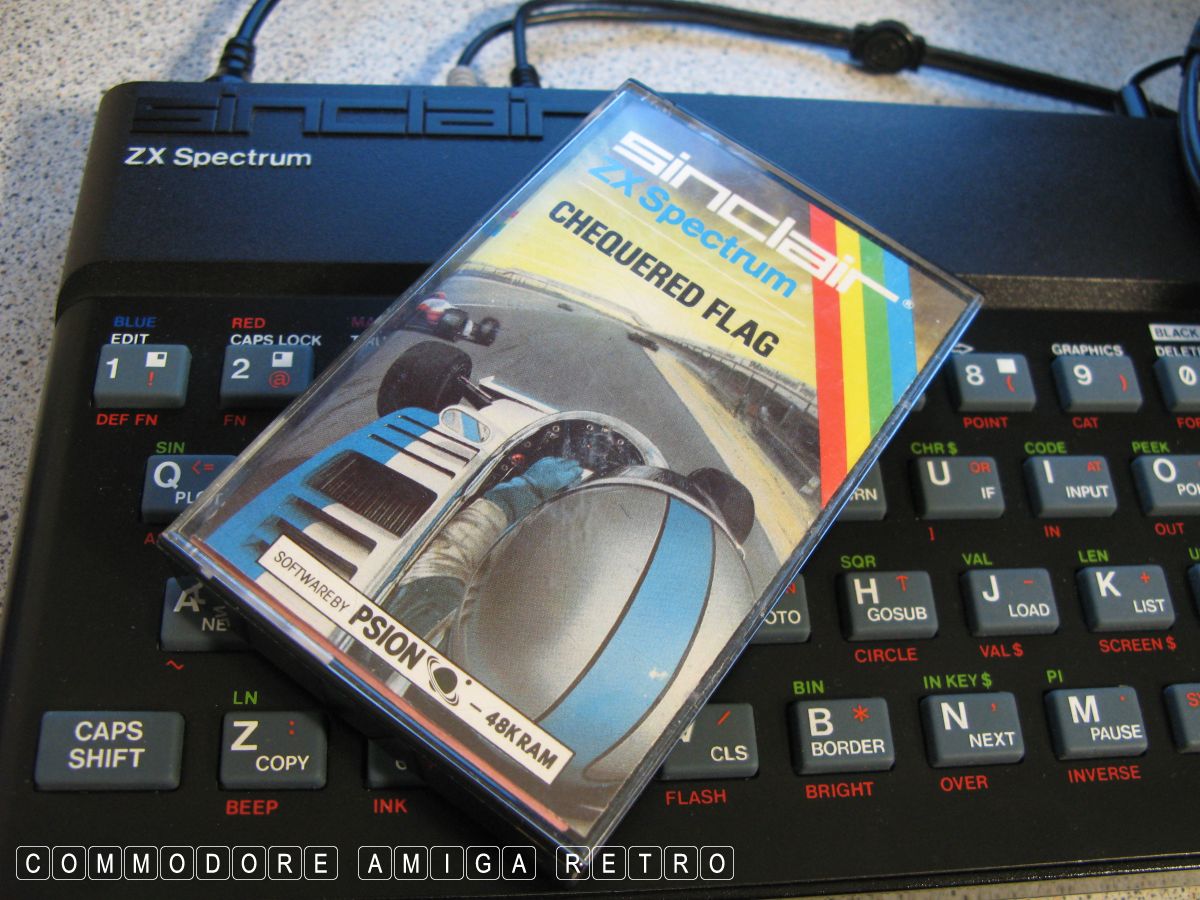 sinclair
ZX Spectrum
sinclair®
ZX Spectrum
CHEQUERED FLAG
SOFTWARE BY PSION - 48K RAM
BLUE
EDIT
1 !
DEF FN
RED
CAPS LOCK
2 @
FN
8 (
POINT
GRAPHICS
9 )
CAT
BLACK
0
SIN
Q <=
PLOT
CHR $
U OR
IF
]
CODE
I AT
INPUT
IN
PEEK
O
OUT
A
~
SQR
H ↑
GOSUB
CIRCLE
VAL
J -
LOAD
VAL $
LEN
K +
LIST
SCREEN $
CAPS
SHIFT
LN
Z :
COPY
BEEP
INK
/
CLS
FLASH
BIN
B *
BORDER
BRIGHT
IN KEY $
N ,
NEXT
OVER
PI
M .
PAUSE
INVERSE
COMMODORE AMIGA RETRO